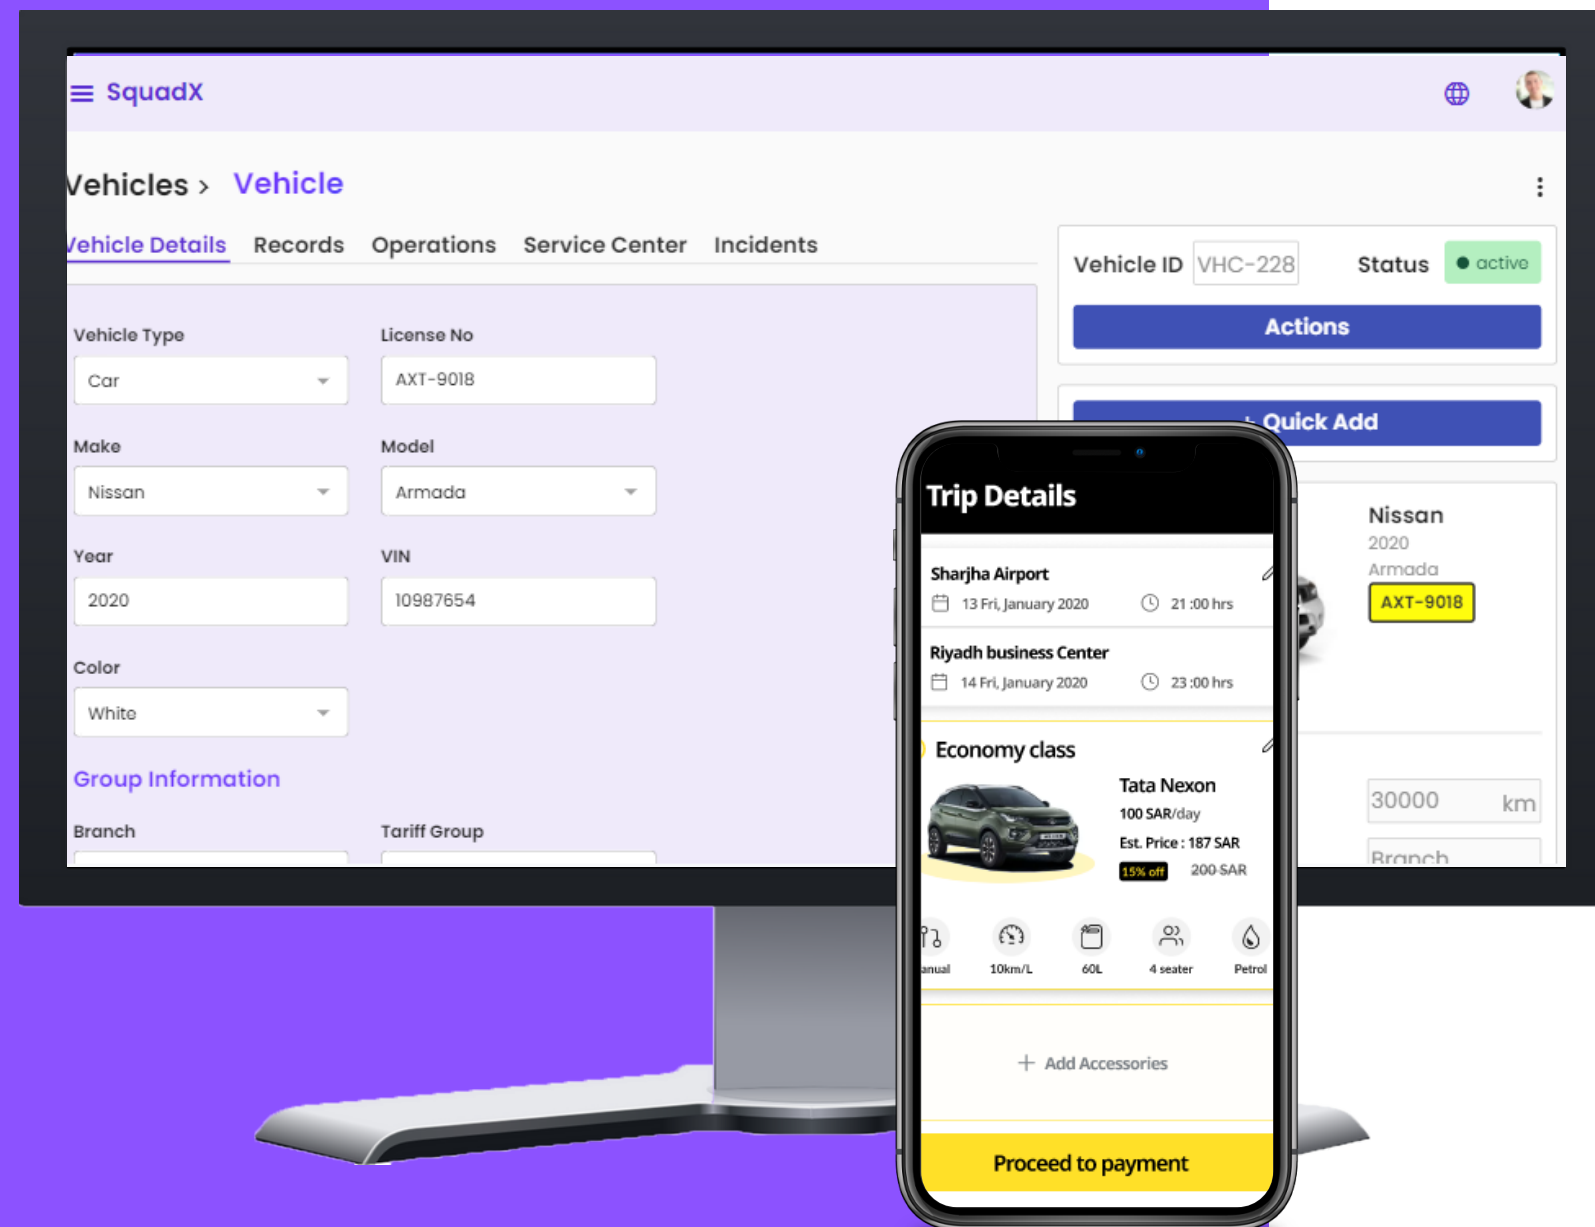 SquadX
Vehicles > Vehicle
Vehicle Details Records Operations Service Center Incidents
Vehicle ID VHC-228 Status active
Actions
Quick Add
Vehicle Type License No
Car AXT-9018
Make Model
Nissan Armada
Year VIN
2020 10987654
Color
White
Group Information
Branch Tariff Group
Nissan
2020
Armada
AXT-9018
30000 km
Branch
Trip Details
Sharjha Airport
13 Fri, January 2020 21 :00 hrs
Riyadh business Center
14 Fri, January 2020 23 :00 hrs
Economy class
Tata Nexon
100 SAR/day
Est. Price : 187 SAR
15% off 200 SAR
anual 10km/L 60L 4 seater Petrol
+ Add Accessories
Proceed to payment